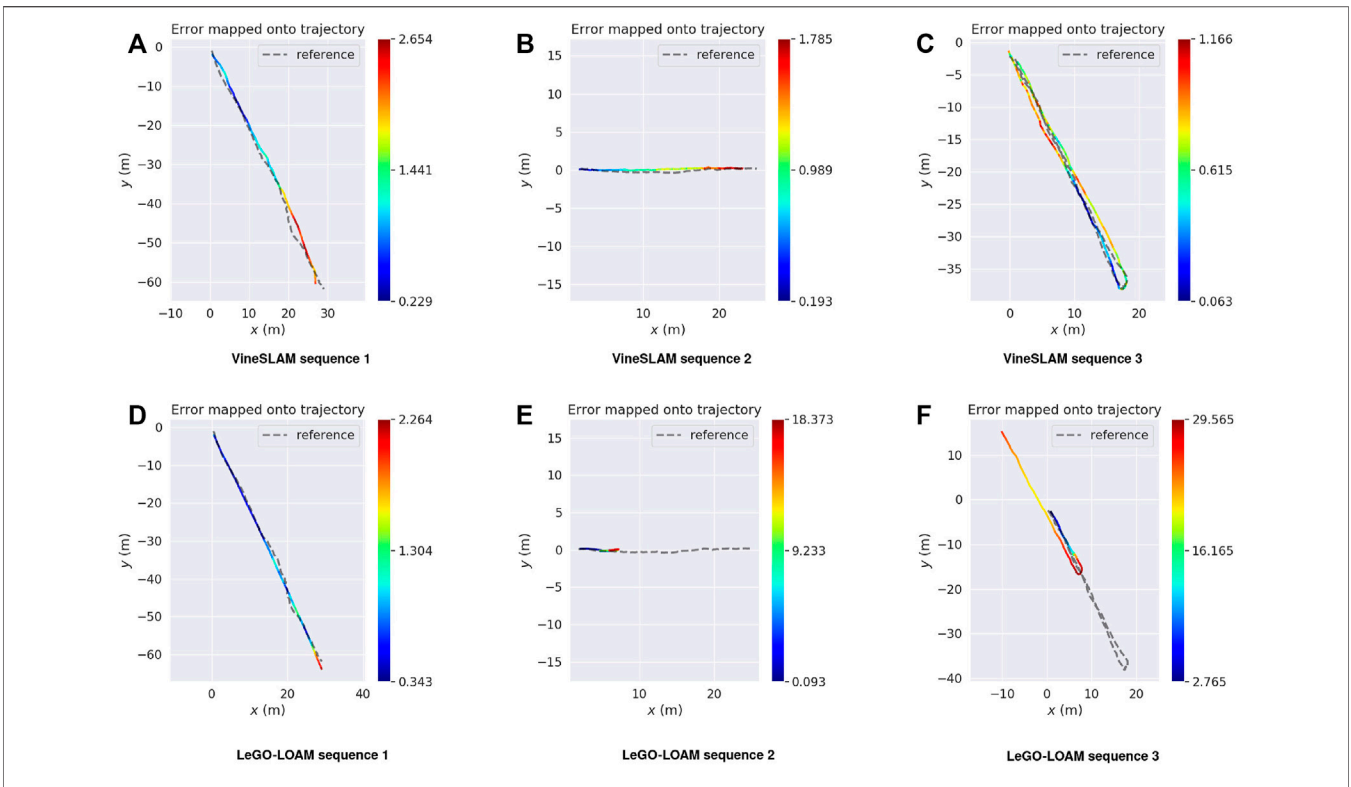 A
Error mapped onto trajectory
reference
0
−10
−20
−30
−40
−50
−60
y (m)
−10 0 10 20 30
x (m)
2.654
1.441
0.229
VineSLAM sequence 1
B
Error mapped onto trajectory
reference
15
10
5
0
−5
−10
−15
y (m)
10 20
x (m)
1.785
0.989
0.193
VineSLAM sequence 2
C
Error mapped onto trajectory
reference
0
−5
−10
−15
−20
−25
−30
−35
y (m)
0 10 20
x (m)
1.166
0.615
0.063
VineSLAM sequence 3
D
Error mapped onto trajectory
reference
0
−10
−20
−30
−40
−50
−60
y (m)
0 20 40
x (m)
2.264
1.304
0.343
LeGO-LOAM sequence 1
E
Error mapped onto trajectory
reference
15
10
5
0
−5
−10
−15
y (m)
10 20
x (m)
18.373
9.233
0.093
LeGO-LOAM sequence 2
F
Error mapped onto trajectory
reference
10
0
−10
−20
−30
−40
y (m)
−10 0 10 20
x (m)
29.565
16.165
2.765
LeGO-LOAM sequence 3